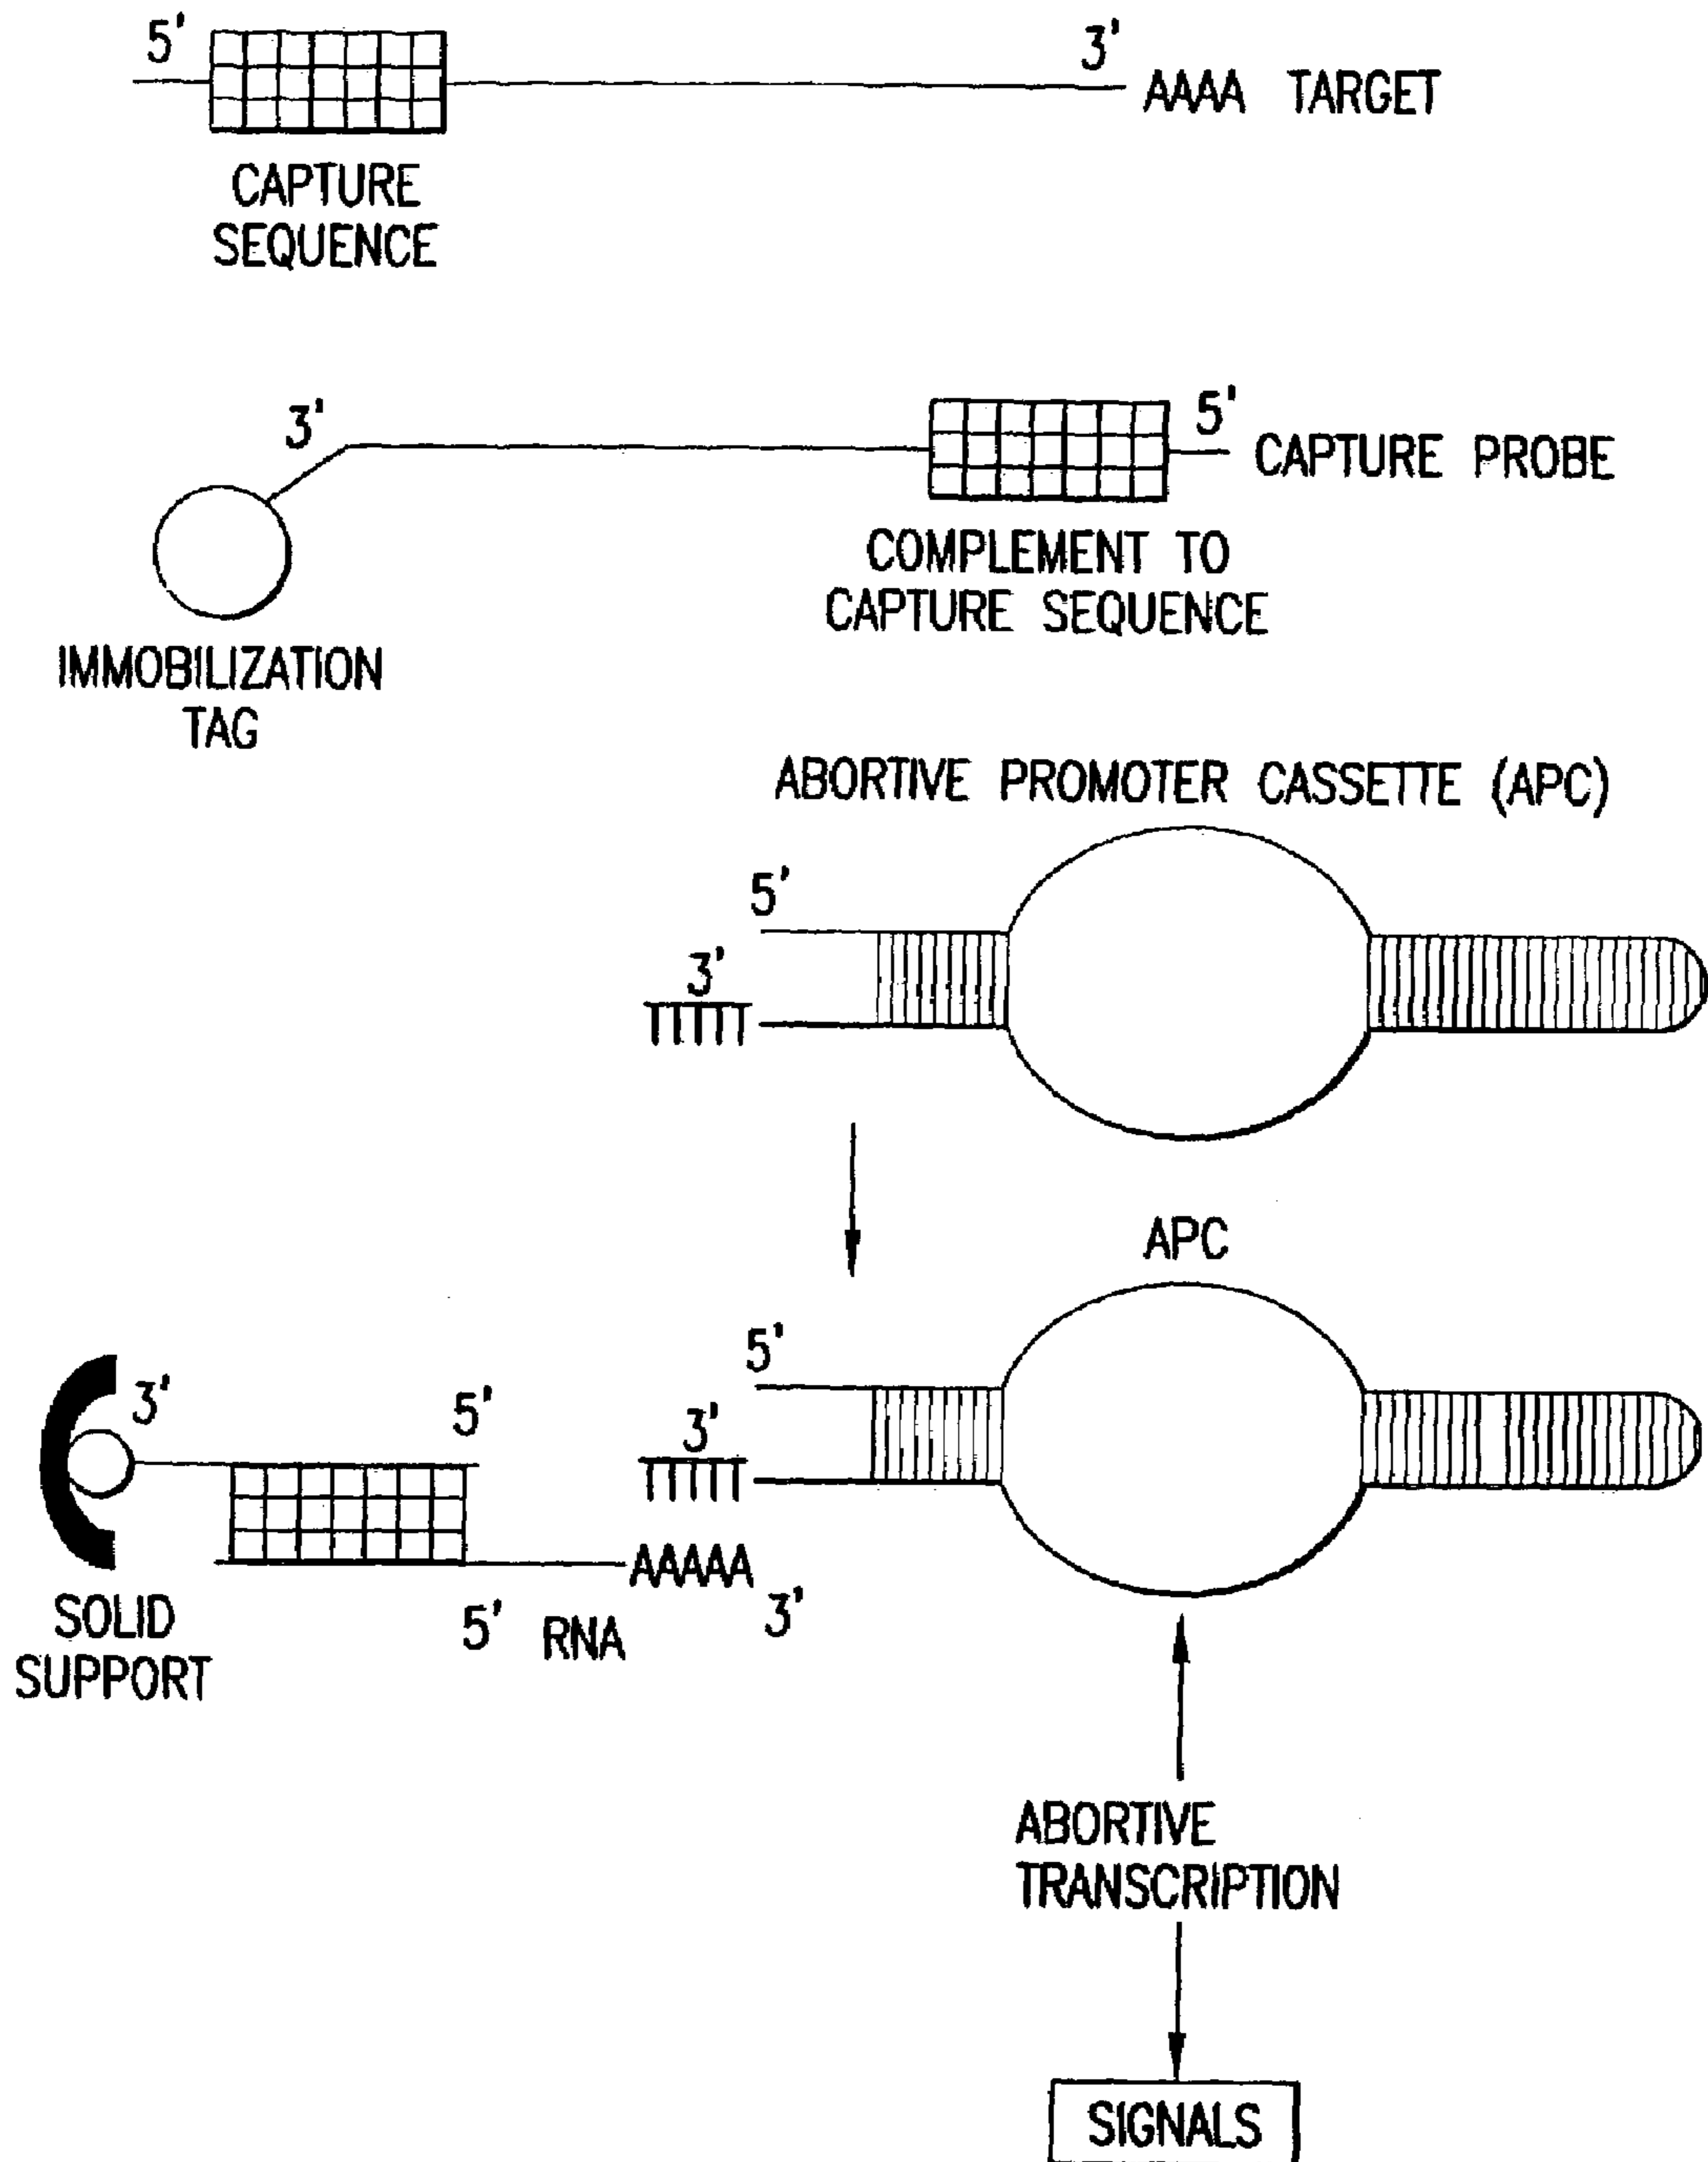 5' 3'
AAAA TARGET
CAPTURE
SEQUENCE
3' 5'
CAPTURE PROBE
COMPLEMENT TO
CAPTURE SEQUENCE
IMMOBILIZATION
TAG
ABORTIVE PROMOTER CASSETTE (APC)
5'
3'
TTTTT
APC
5'
3' 5' 3'
TTTTT
AAAAA
SOLID
SUPPORT
5' RNA 3'
ABORTIVE
TRANSCRIPTION
SIGNALS